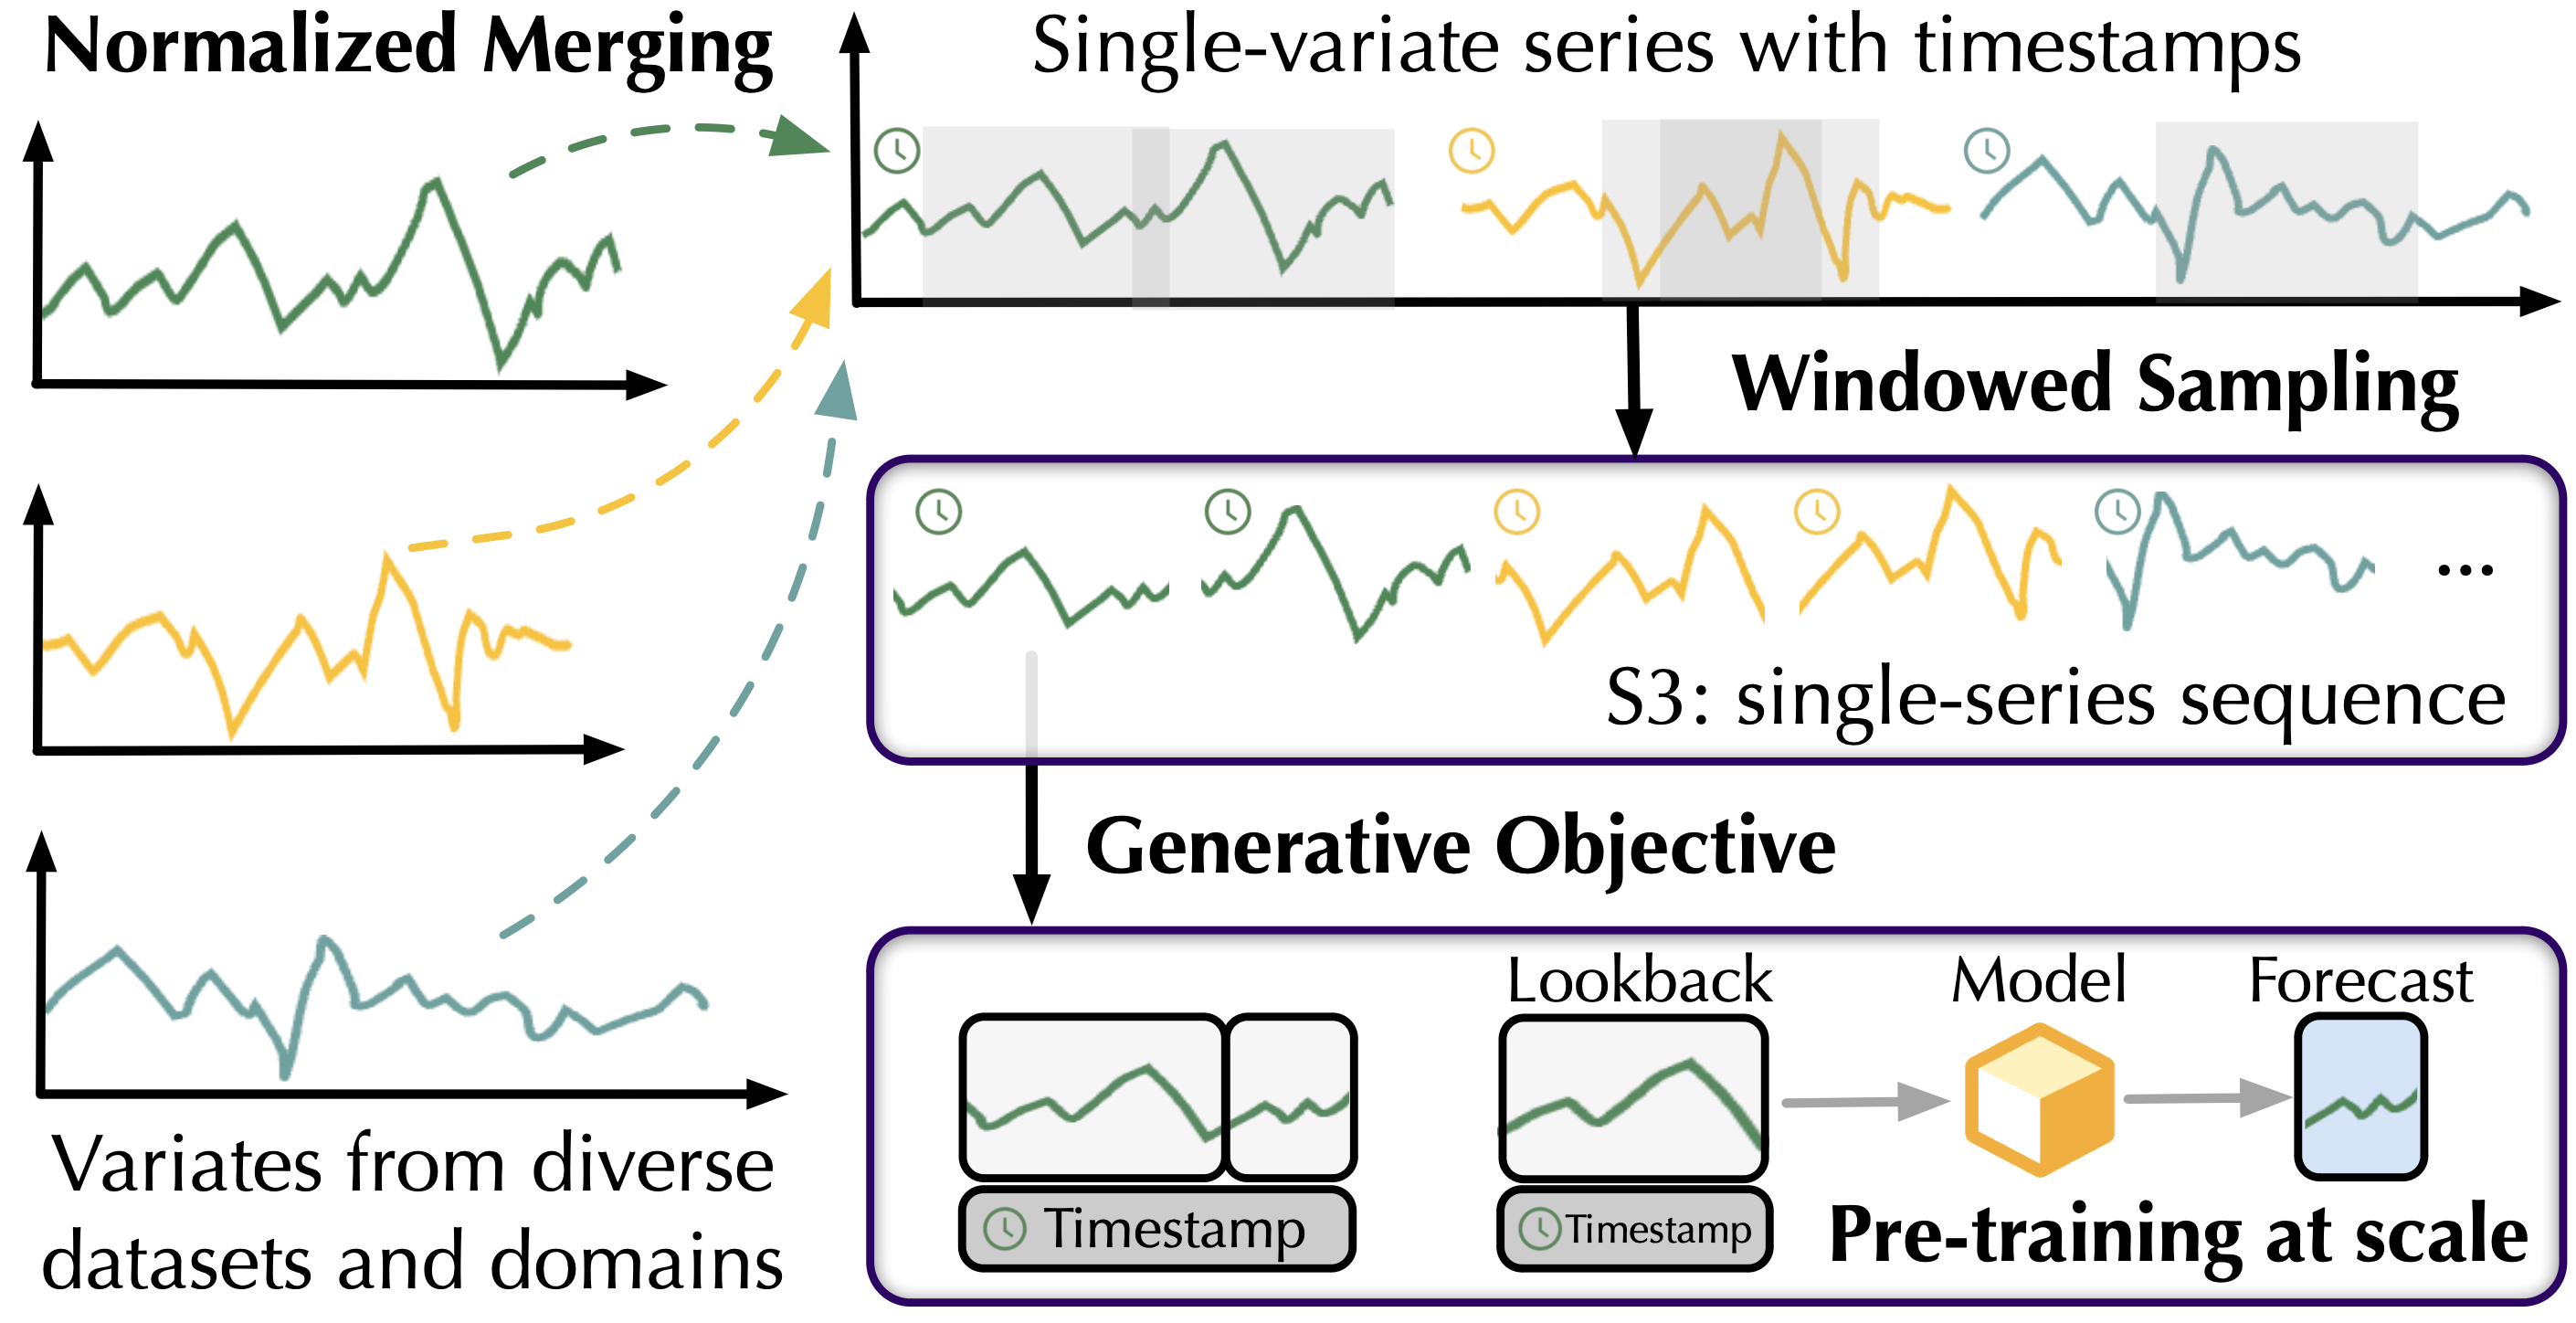 Normalized Merging
Single-variate series with timestamps
Windowed Sampling
S3: single-series sequence
Generative Objective
Variates from diverse
datasets and domains
Lookback
Model
Forecast
Timestamp
Timestamp
Pre-training at scale